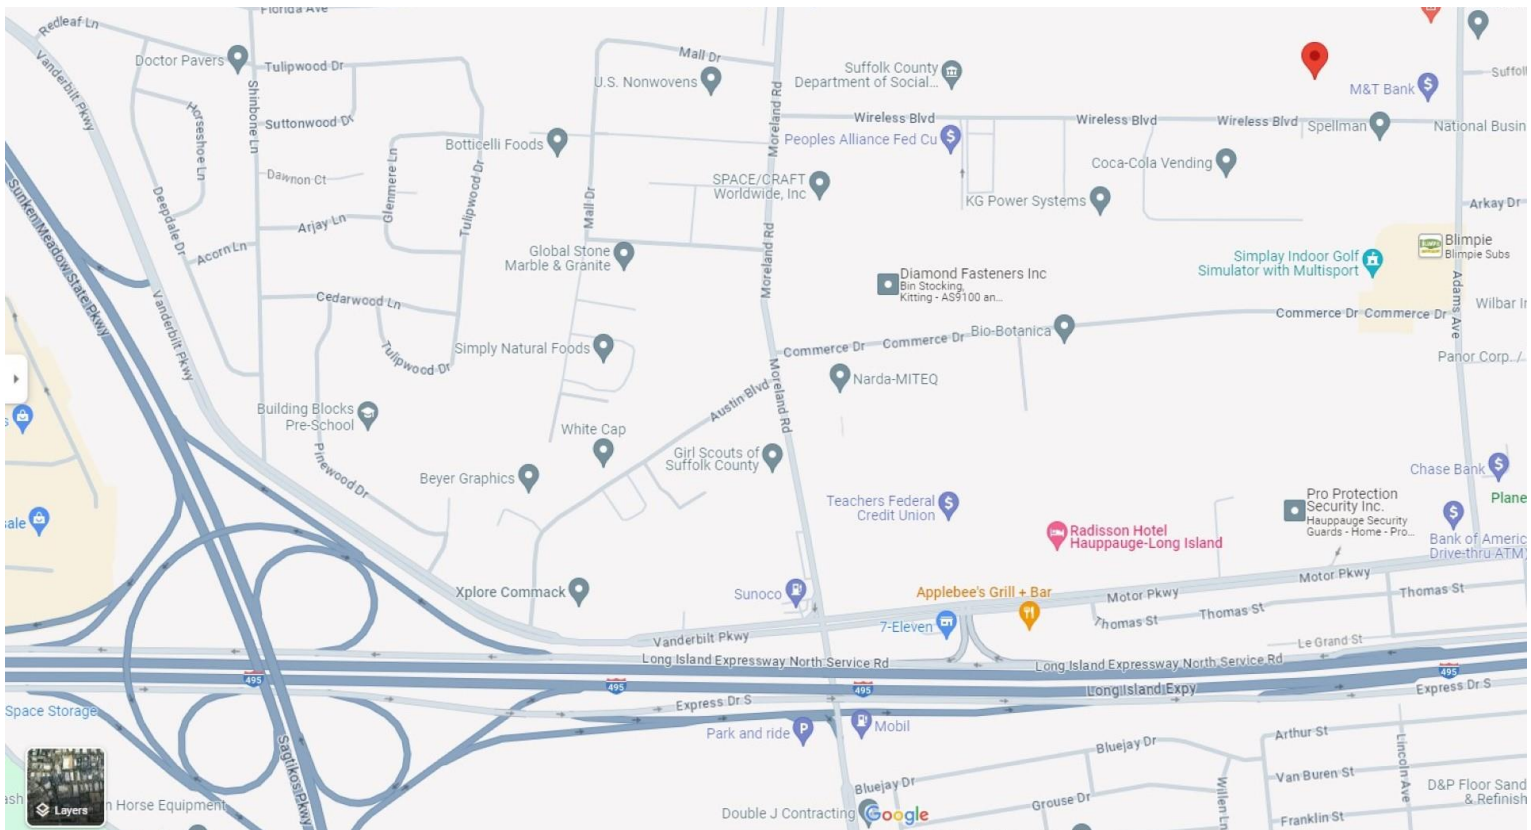 Florida Ave
Redleaf Ln
Vanderbilt Pkwy
Doctor Pavers
Tulipwood Dr
Mall Dr
U.S. Nonwovens
Suffolk County
Department of Social...
M&T Bank
Shinbone Ln
Horseshoe Ln
Suttonwood Dr
Moreland Rd
Wireless Blvd
Wireless Blvd
Wireless Blvd
Spellman
National Busin
Peoples Alliance Fed Cu
Botticelli Foods
Glenmere Ln
Tulipwood Dr
Dawnon Ct
Coca-Cola Vending
SPACE/CRAFT
Worldwide, Inc
KG Power Systems
Arkay Dr
Sunken Meadow State Pkwy
Deepdale Dr
Mall Dr
Arjay Ln
Acorn Ln
Moreland Rd
Global Stone
Marble & Granite
Blimpie
Blimpie Subs
Simplay Indoor Golf
Simulator with Multisport
Diamond Fasteners Inc
Bin Stocking,
Kitting - AS9100 an...
Adams Ave
Cedarwood Ln
Vanderbilt Pkwy
Commerce Dr
Commerce Dr
Bio-Botanica
Commerce Dr
Commerce Dr
Simply Natural Foods
Tulipwood Dr
Panor Corp.
Narda-MITEQ
Moreland Rd
Austin Blvd
Building Blocks
Pre-School
White Cap
Girl Scouts of
Suffolk County
Pinewood Dr
Beyer Graphics
Chase Bank
Teachers Federal
Credit Union
Pro Protection
Security Inc.
Hauppauge Security
Guards - Home - Pro...
Plane
sale
Radisson Hotel
Hauppauge-Long Island
Bank of Americ
Drive-thru ATM
Motor Pkwy
Motor Pkwy
Xplore Commack
Sunoco
Applebee's Grill + Bar
Thomas St
Thomas St
Thomas St
7-Eleven
Vanderbilt Pkwy
Le Grand St
Long Island Expressway North Service Rd
Long Island Expressway North Service Rd
495
495
495
495
Long Island Expy
Express Dr S
Express Dr S
Space Storage
Park and ride
P
Mobil
Sagtikos Pkwy
Bluejay Dr
Arthur St
Lincoln Ave
Bluejay Dr
Van Buren St
Willen Ln
D&P Floor Sand
& Refinish
Layers
n Horse Equipment
Grouse Dr
Double J Contracting
Google
Franklin St